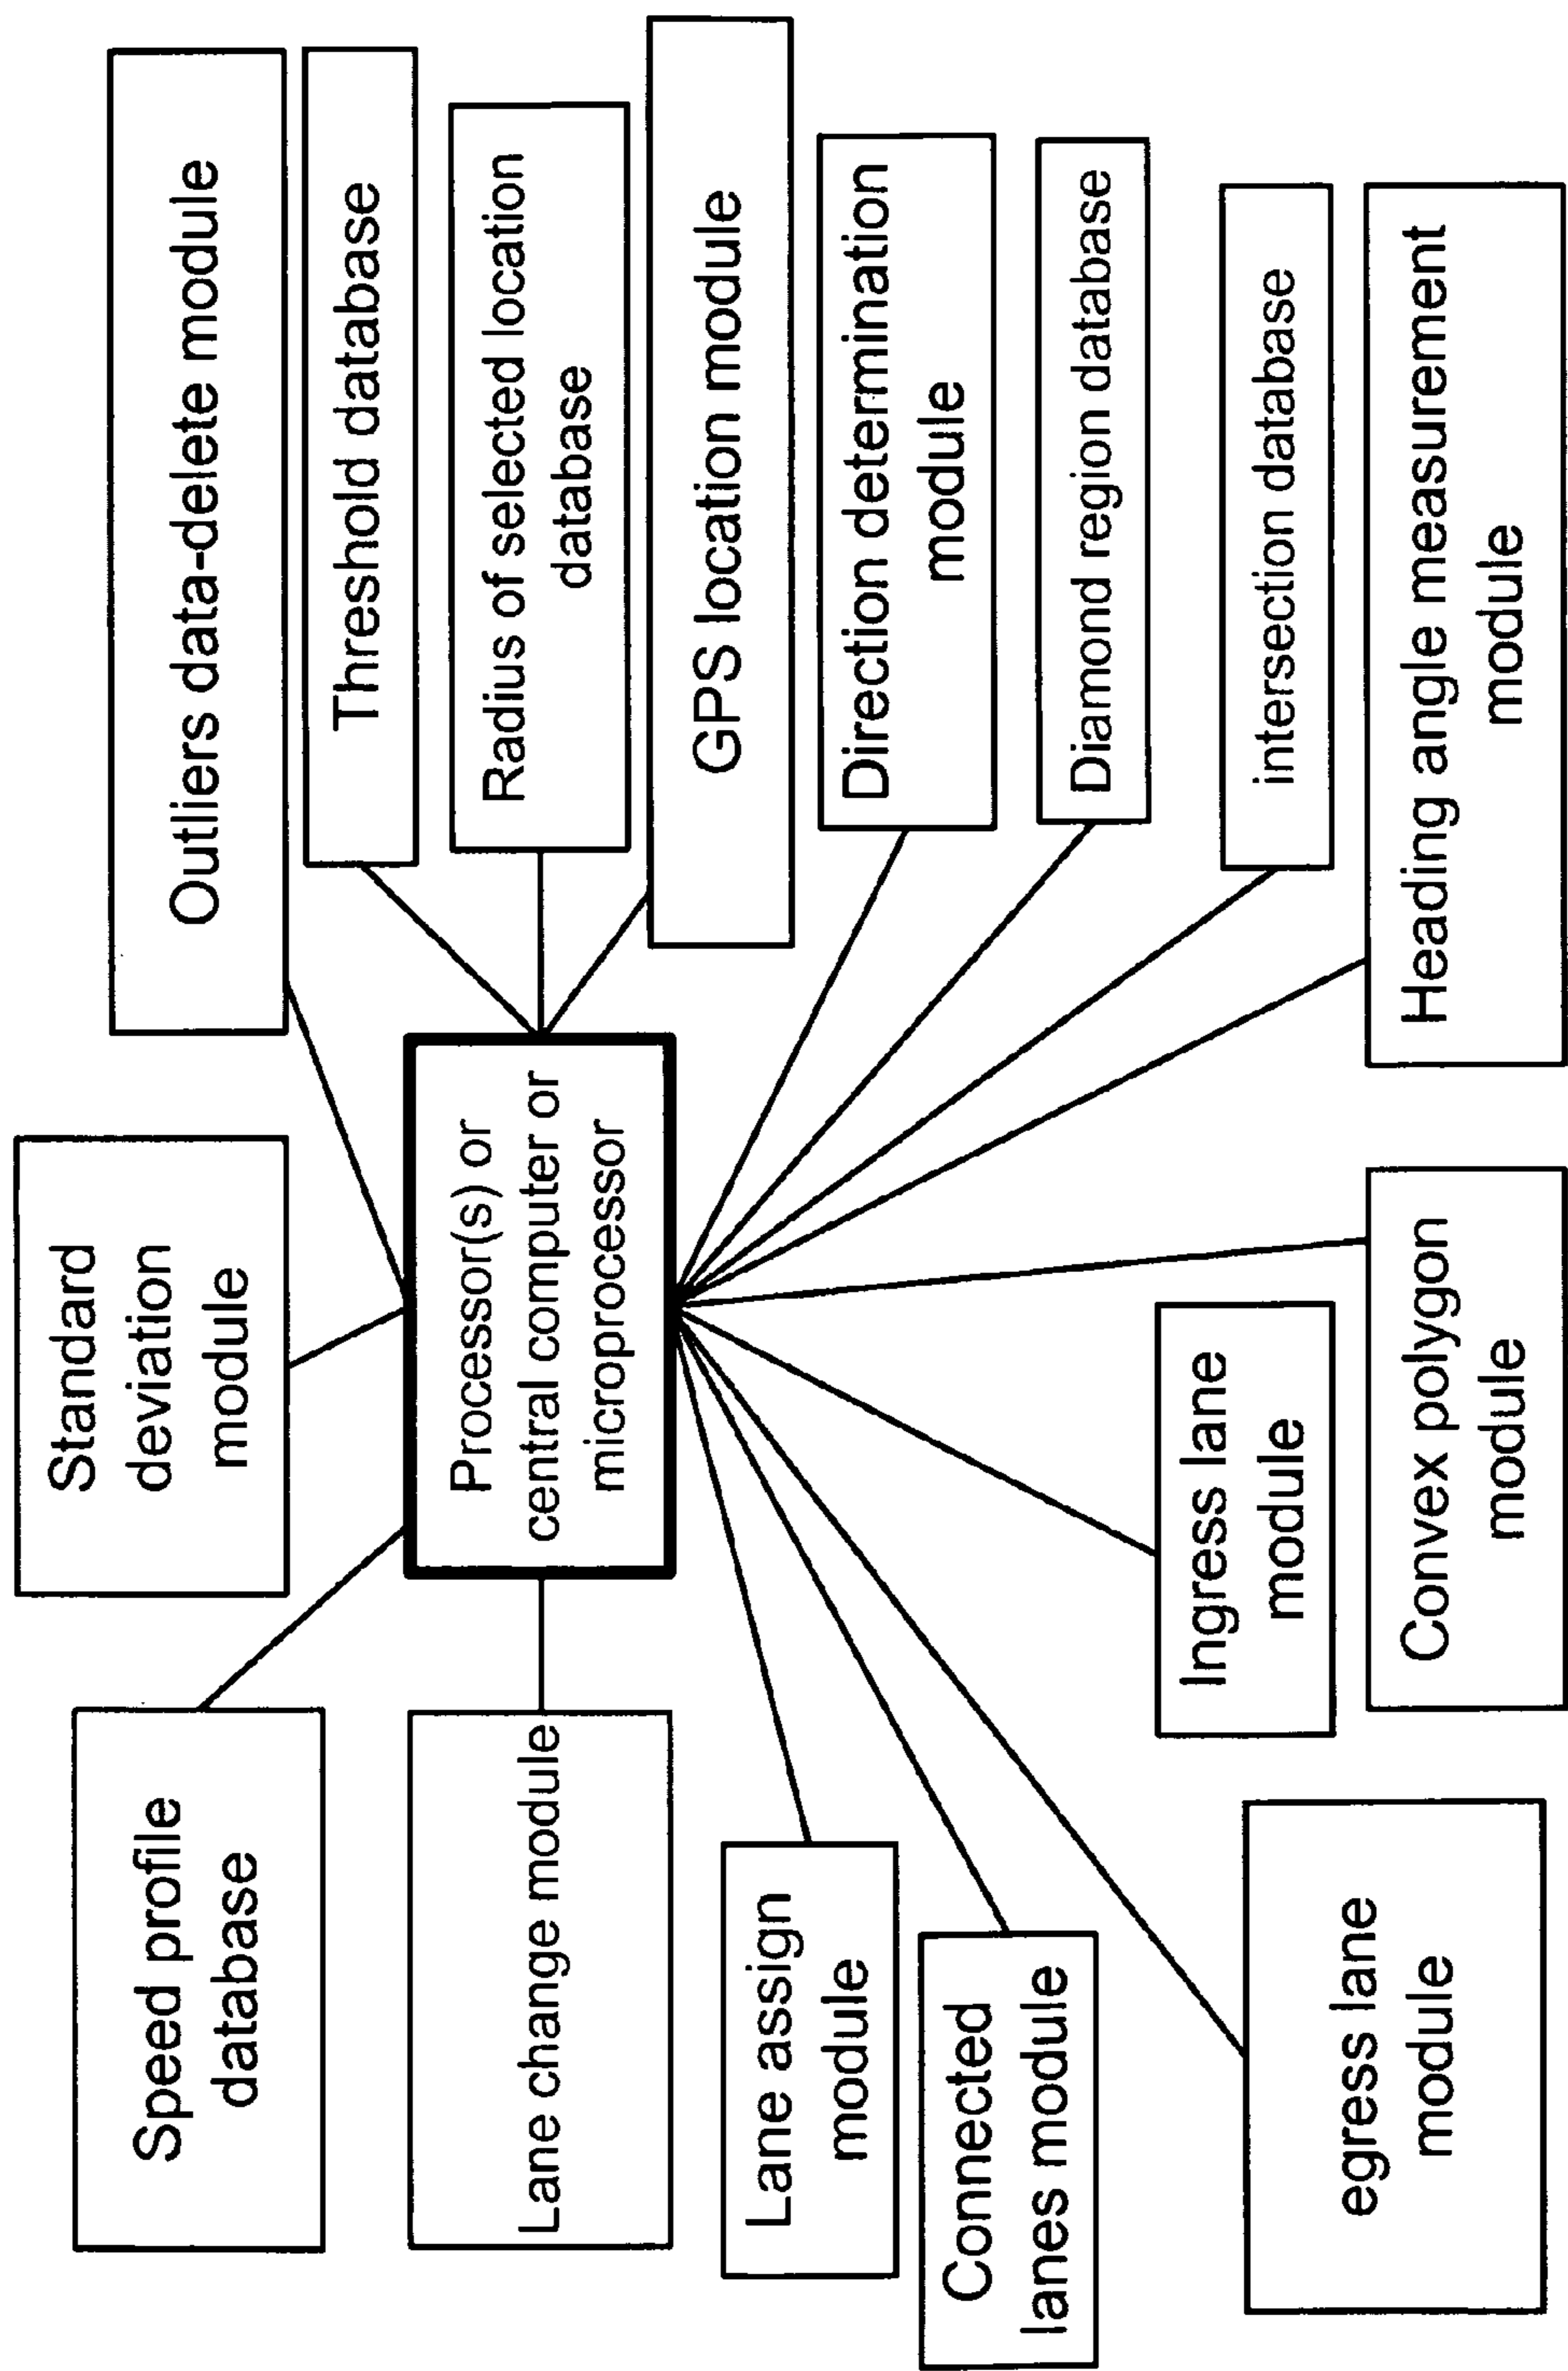 Speed profile
database
Standard
deviation
module
Outliers data-delete module
Threshold database
Radius of selected location
database
GPS location module
Processor(s) or
central computer or
microprocessor
Lane change module
Lane assign
module
Connected
lanes module
egress lane
module
Ingress lane
module
Convex polygon
module
Direction determination
module
Diamond region database
intersection database
Heading angle measurement
module